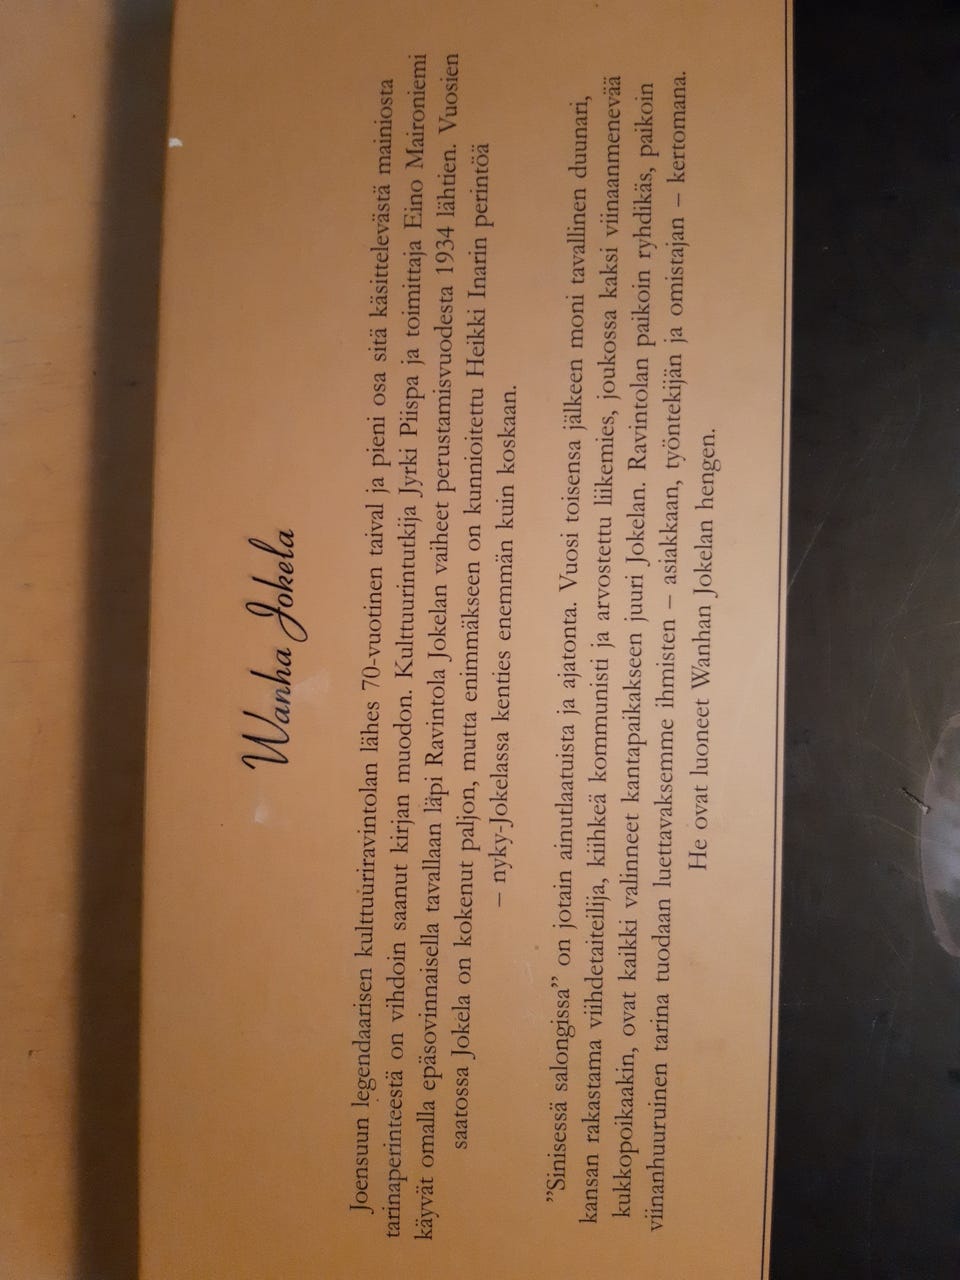 Wanha Jokela
Joensuun legendaarisen kulttuuriravintolan lähes 70-vuotinen taival ja pieni osa sitä käsittelevästä mainiosta
tarinaperinteestä on vihdoin saanut kirjan muodon. Kulttuurintutkija Jyrki Piispa ja toimittaja Eino Maironiemi
käyvät omalla epäsovinnaisella tavallaan läpi Ravintola Jokelan vaiheet perustamisvuodesta 1934 lähtien. Vuosien
saatossa Jokela on kokenut paljon, mutta enimmäkseen on kunnioitettu Heikki Inarin perintöä
– nyky-Jokelassa kenties enemmän kuin koskaan.
”Sinisessä salongissa” on jotain ainutlaatuista ja ajatonta. Vuosi toisensa jälkeen moni tavallinen duunari,
kansan rakastama viihdetaiteilija, kiihkeä kommunisti ja arvostettu liikemies, joukossa kaksi viinaanmenevää
kukkopoikaakin, ovat kaikki valinneet kantapaikakseen juuri Jokelan. Ravintolan paikoin ryhdikäs, paikoin
viinanhuuruinen tarina tuodaan luettavaksemme ihmisten – asiakkaan, työntekijän ja omistajan – kertomana.
He ovat luoneet Wanhan Jokelan hengen.